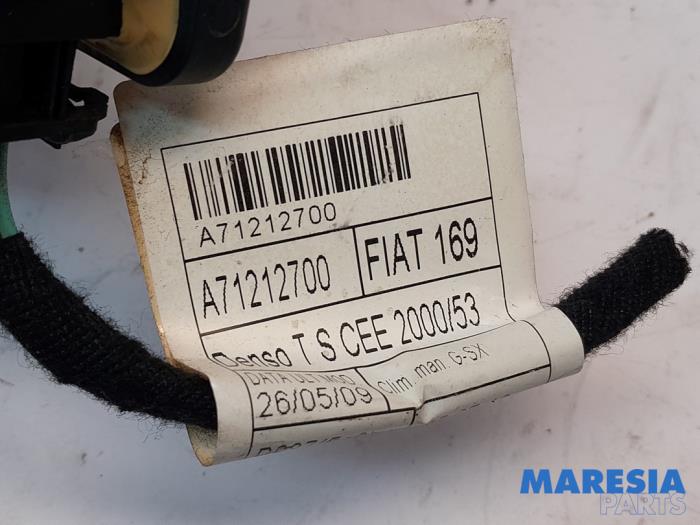 A71212700
A71212700 FIAT 169
Denso T S CEE 2000/53
DATA ULT.MOD
26/05/09 Clim. man. G-SX
MARESIA
PARTS